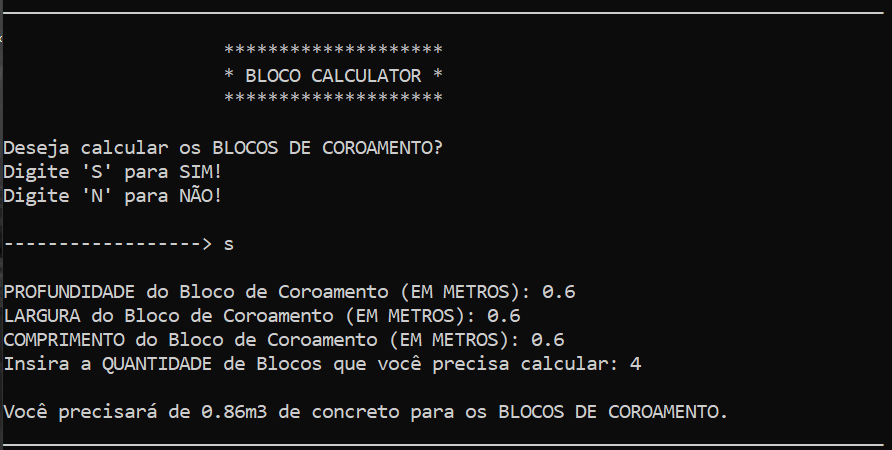 ********************
* BLOCO CALCULATOR *
********************
Deseja calcular os BLOCOS DE COROAMENTO?
Digite 'S' para SIM!
Digite 'N' para NÃO!
------------------> s
PROFUNDIDADE do Bloco de Coroamento (EM METROS): 0.6
LARGURA do Bloco de Coroamento (EM METROS): 0.6
COMPRIMENTO do Bloco de Coroamento (EM METROS): 0.6
Insira a QUANTIDADE de Blocos que você precisa calcular: 4
Você precisará de 0.86m3 de concreto para os BLOCOS DE COROAMENTO.